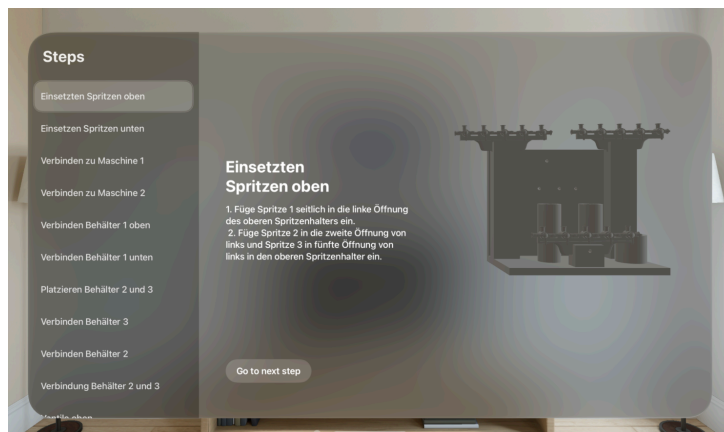 Steps
Einsetzten Spritzen oben
Einsetzen Spritzen unten
Verbinden zu Maschine 1
Verbinden zu Maschine 2
Verbinden Behälter 1 oben
Verbinden Behälter 1 unten
Platzieren Behälter 2 und 3
Verbinden Behälter 3
Verbinden Behälter 2
Verbindung Behälter 2 und 3
Ventile oben
Einsetzten
Spritzen oben
1. Füge Spritze 1 seitlich in die linke Öffnung
des oberen Spritzenhalters ein.
2. Füge Spritze 2 in die zweite Öffnung von
links und Spritze 3 in fünfte Öffnung von
links in den oberen Spritzenhalter ein.
Go to next step